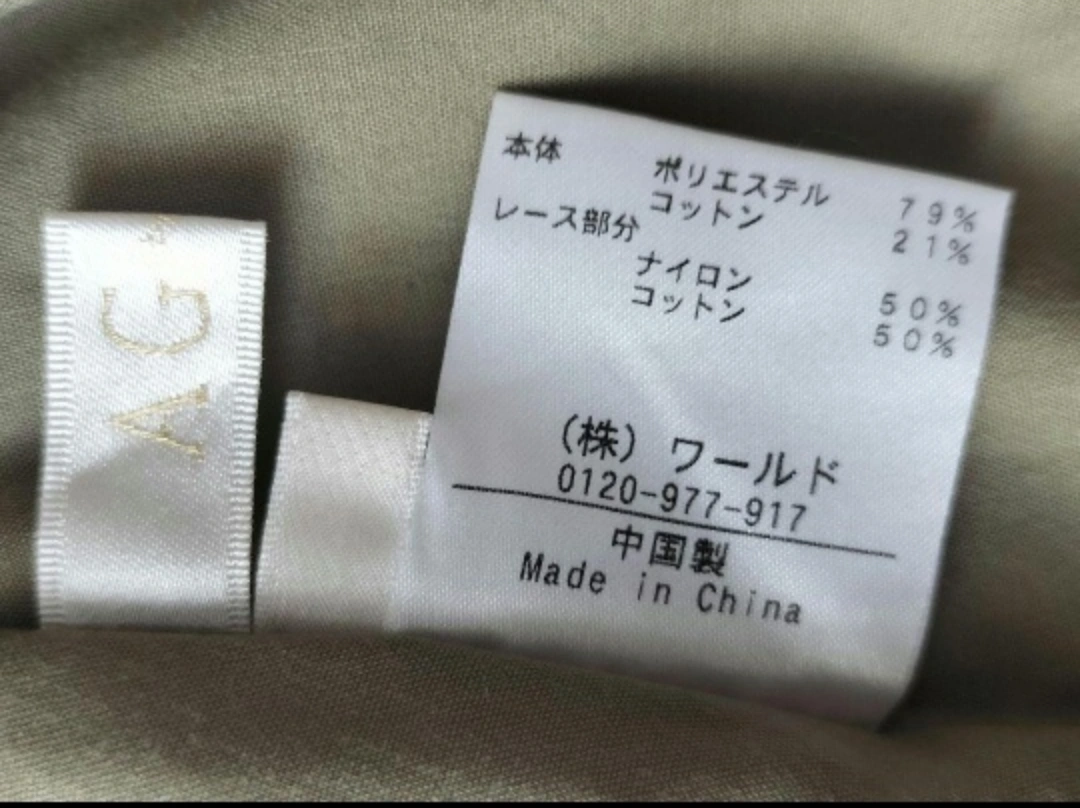 AG
本体
ポリエステル 79%
コットン 21%
レース部分
ナイロン 50%
コットン 50%
(株) ワールド
0120-977-917
中国製
Made in China